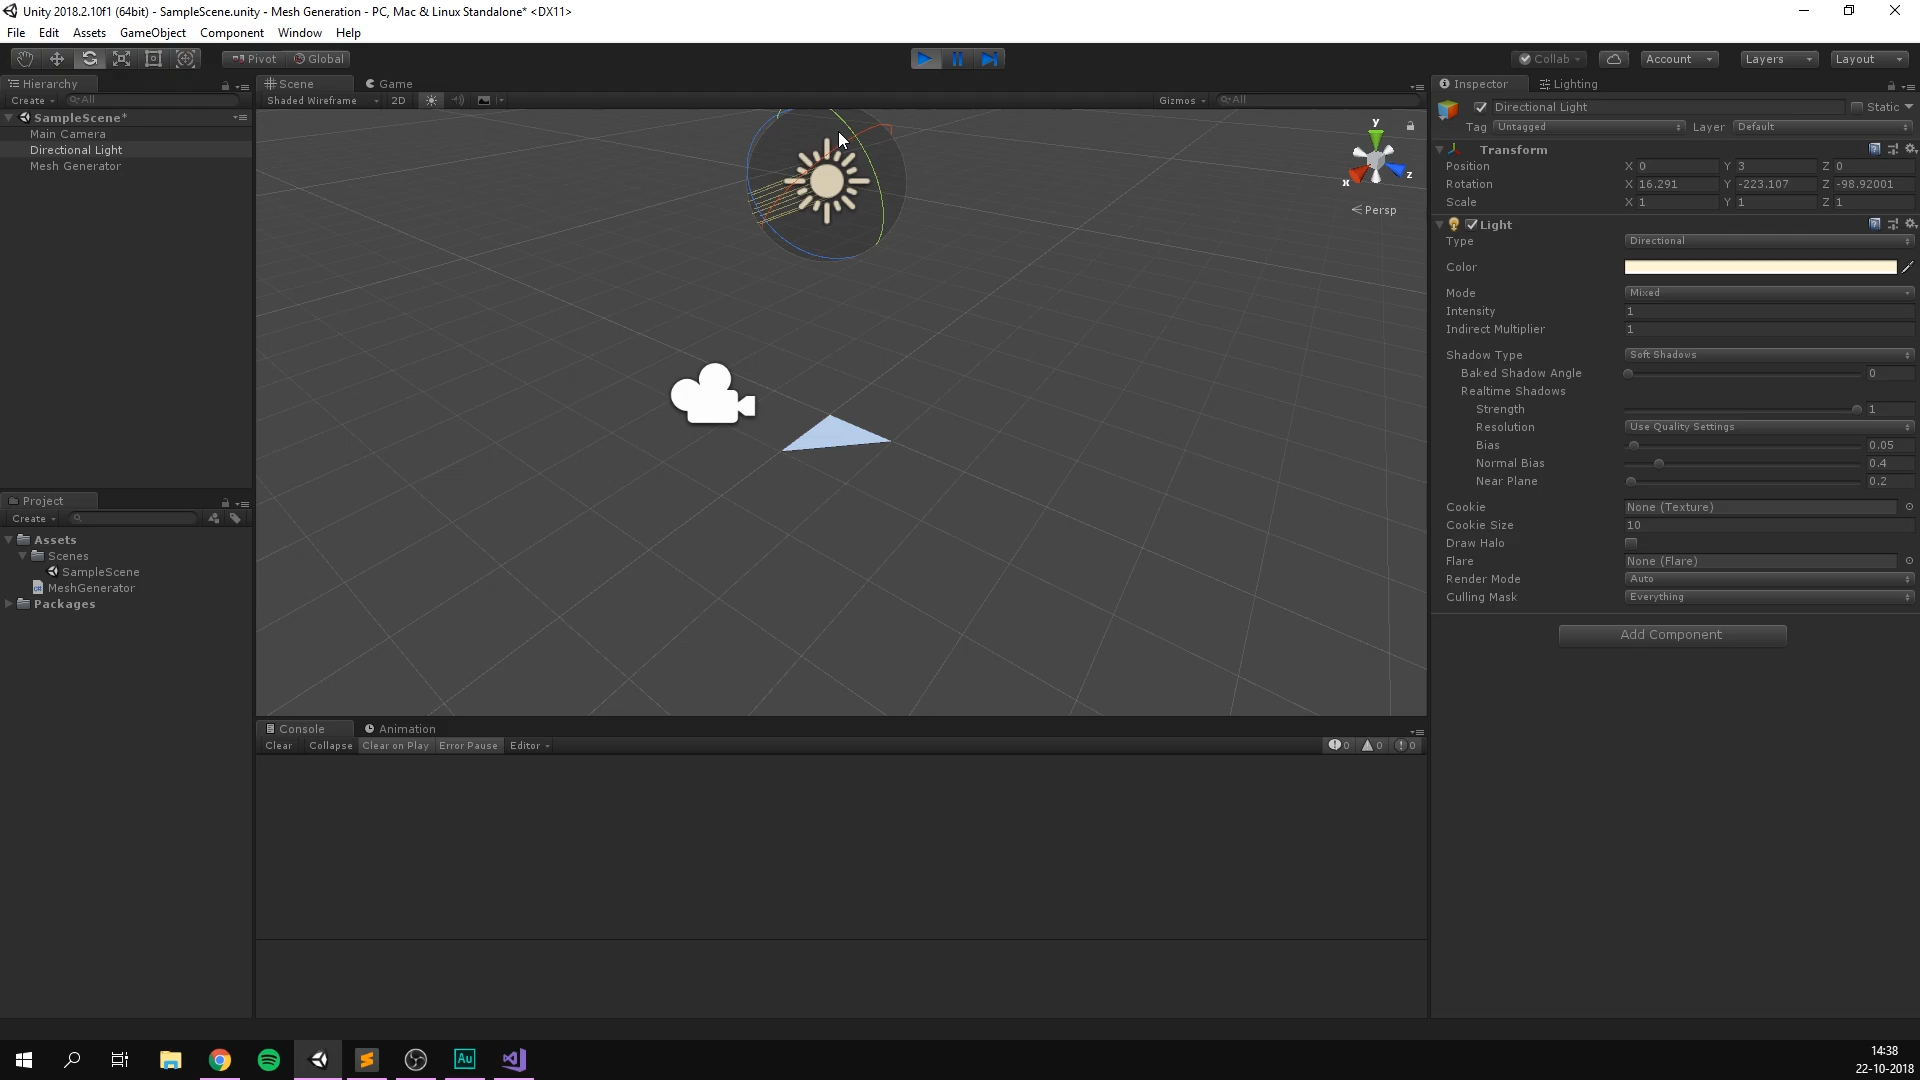 Unity 2018.2.10f1 (64bit) - SampleScene.unity - Mesh Generation - PC, Mac & Linux Standalone* <DX11>
File Edit Assets GameObject Component Window Help
Pivot Global Collab Account Layers Layout
Hierarchy
Create All
SampleScene*
Main Camera
Directional Light
Mesh Generator
Scene Game
Shaded Wireframe 2D Gizmos All
y
x
z
Persp
Project
Create
Assets
Scenes
SampleScene
MeshGenerator
Packages
Console Animation
Clear Collapse Clear on Play Error Pause Editor 0 0 0
Inspector Lighting
Directional Light Static
Tag Untagged Layer Default
Transform
Position X 0 Y 3 Z 0
Rotation X 16.291 Y -223.107 Z -98.92001
Scale X 1 Y 1 Z 1
Light
Type Directional
Color
Mode Mixed
Intensity 1
Indirect Multiplier 1
Shadow Type Soft Shadows
Baked Shadow Angle 0
Realtime Shadows
Strength 1
Resolution Use Quality Settings
Bias 0.05
Normal Bias 0.4
Near Plane 0.2
Cookie None (Texture)
Cookie Size 10
Draw Halo
Flare None (Flare)
Render Mode Auto
Culling Mask Everything
Add Component
Au
14:38
22-10-2018